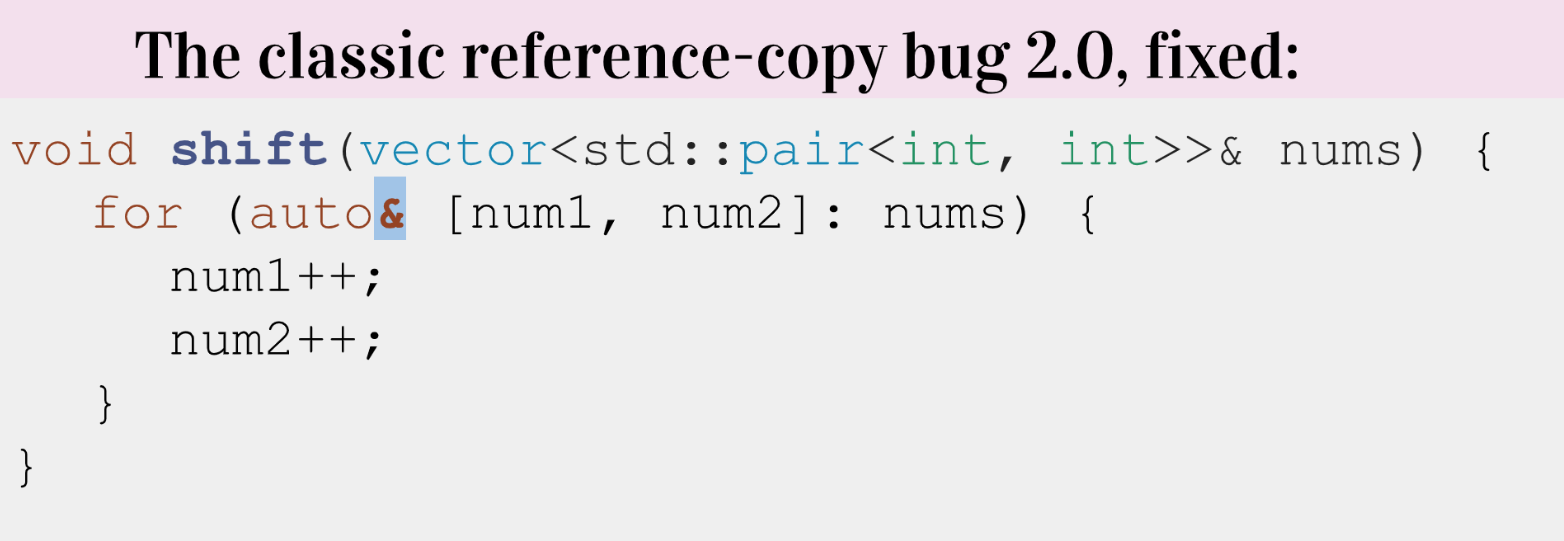 The classic reference-copy bug 2.0, fixed:
void shift(vector<std::pair<int, int>>& nums) {
for (auto& [num1, num2]: nums) {
num1++;
num2++;
}
}